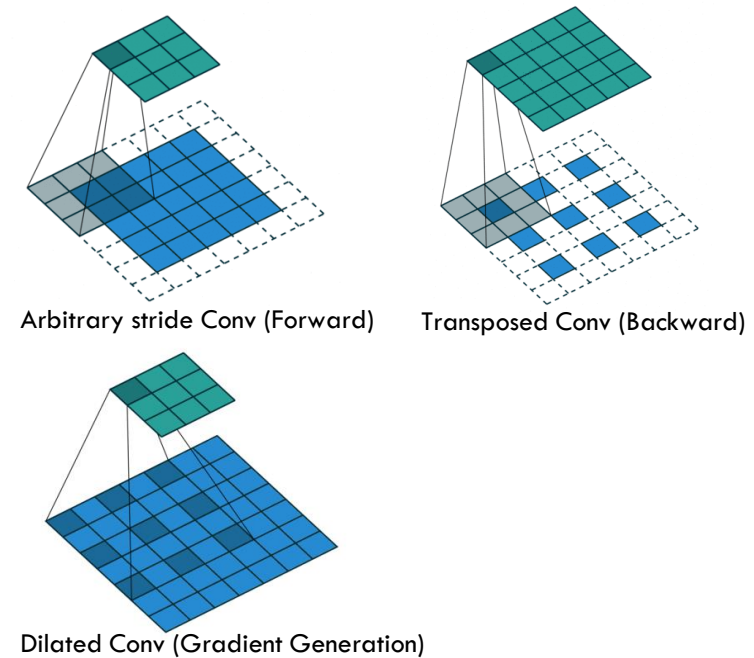 Arbitrary stride Conv (Forward)
Transposed Conv (Backward)
Dilated Conv (Gradient Generation)